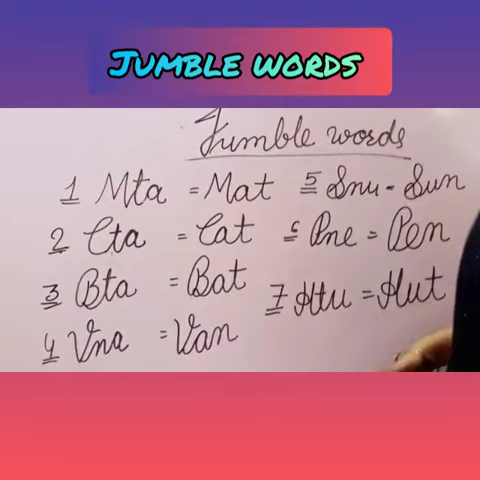 JUMBLE WORDS
Jumble words
1 Mta = Mat
2 Cta = Cat
3 Bta = Bat
4 Vna = Van
5 Snu - Sun
6 Pne = Pen
7 Htu = Hut